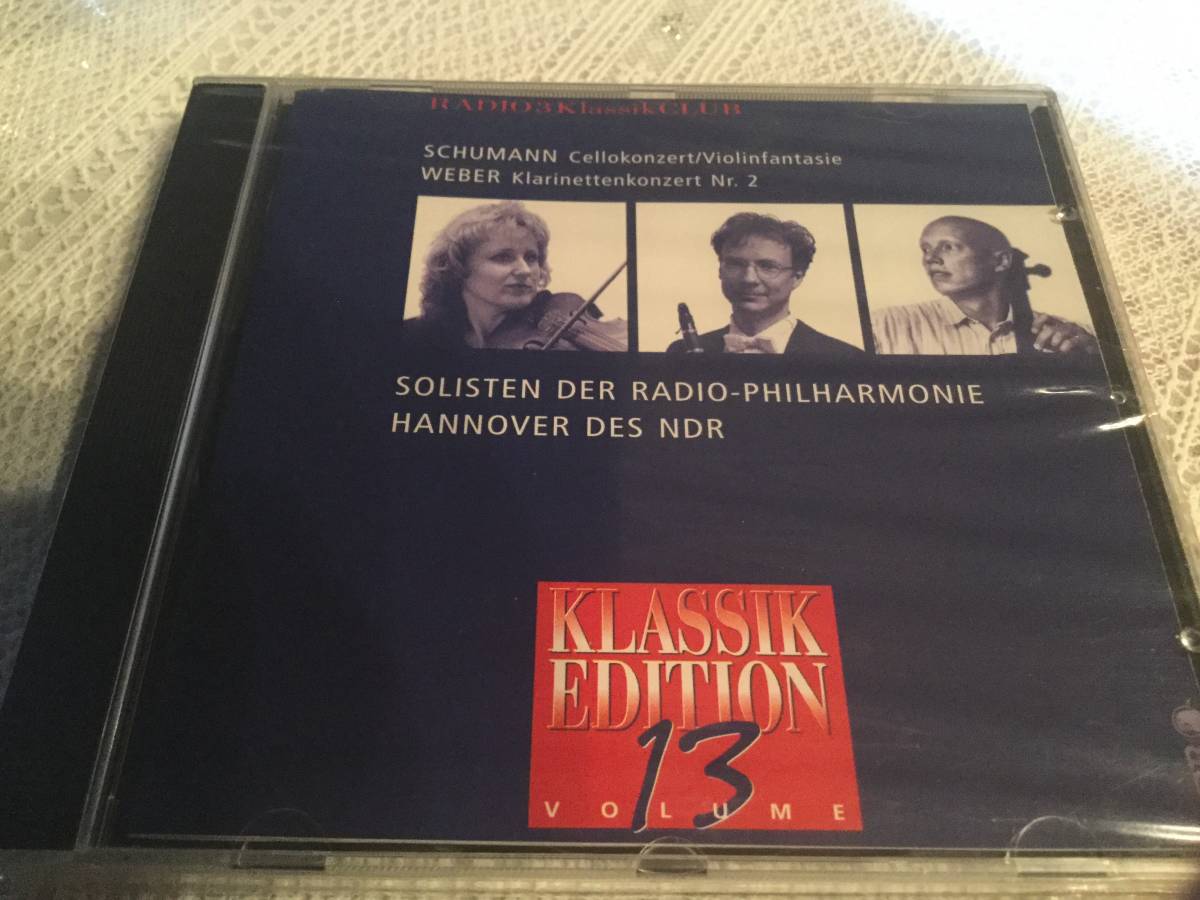 RADIO3KlassikCLUB
SCHUMANN Cellokonzert/Violinfantasie
WEBER Klarinettenkonzert Nr. 2
SOLISTEN DER RADIO-PHILHARMONIE
HANNOVER DES NDR
KLASSIK
EDITION
13
VOLUME